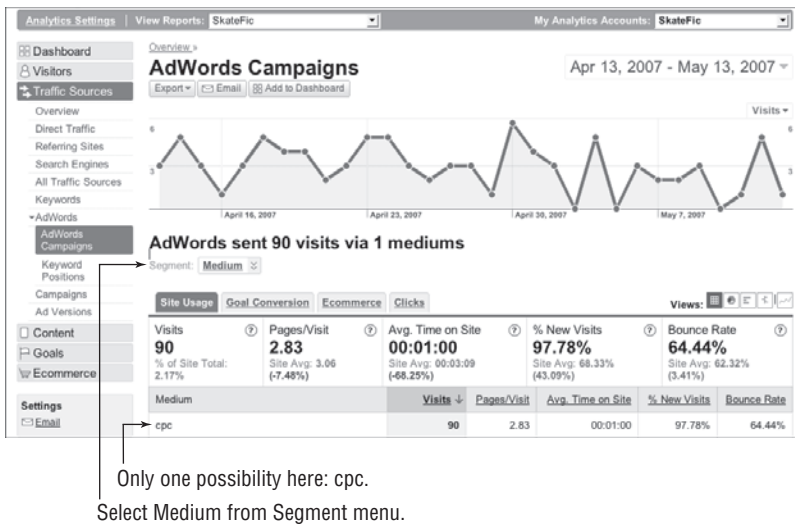 Analytics Settings | View Reports: SkateFic My Analytics Accounts: SkateFic
Dashboard
Visitors
Traffic Sources
Overview
Direct Traffic
Referring Sites
Search Engines
All Traffic Sources
Keywords
AdWords
AdWords
Campaigns
Keyword
Positions
Campaigns
Ad Versions
Content
Goals
Ecommerce
Settings
Email
Overview »
AdWords Campaigns
Apr 13, 2007 - May 13, 2007
Export Email Add to Dashboard
Visits
6 6
3 3
April 16, 2007 April 23, 2007 April 30, 2007 May 7, 2007
AdWords sent 90 visits via 1 mediums
Segment: Medium
Site Usage Goal Conversion Ecommerce Clicks Views:
Visits ? Pages/Visit ? Avg. Time on Site ? % New Visits ? Bounce Rate ?
90 2.83 00:01:00 97.78% 64.44%
% of Site Total: Site Avg: 3.06 Site Avg: 00:03:09 Site Avg: 68.33% Site Avg: 62.32%
2.17% (-7.48%) (-68.25%) (43.09%) (3.41%)
Medium Visits ↓ Pages/Visit Avg. Time on Site % New Visits Bounce Rate
cpc 90 2.83 00:01:00 97.78% 64.44%
Only one possibility here: cpc.
Select Medium from Segment menu.